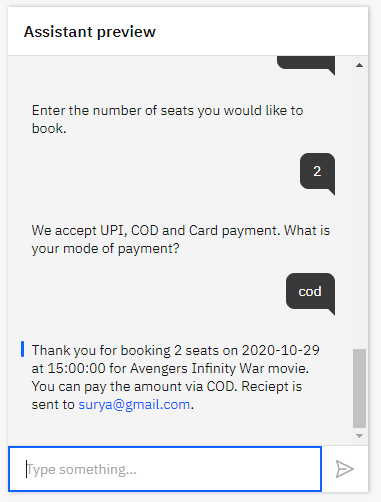 Assistant preview
Enter the number of seats you would like to
book.
2
We accept UPI, COD and Card payment. What is
your mode of payment?
cod
Thank you for booking 2 seats on 2020-10-29
at 15:00:00 for Avengers Infinity War movie.
You can pay the amount via COD. Reciept is
sent to surya@gmail.com.
Type something...